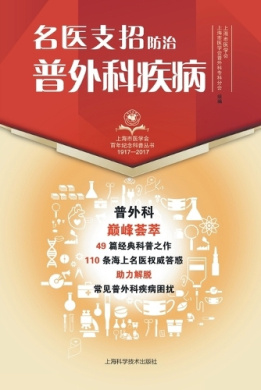 名医支招防治
普外科疾病
上海市医学会
上海市医学会普外科专科分会
组编
上海市医学会
百年纪念科普丛书
1917—2017
普外科
巅峰荟萃
49 篇经典科普之作
110 条海上名医权威答惑
助力解脱
常见普外科疾病困扰
上海科学技术出版社